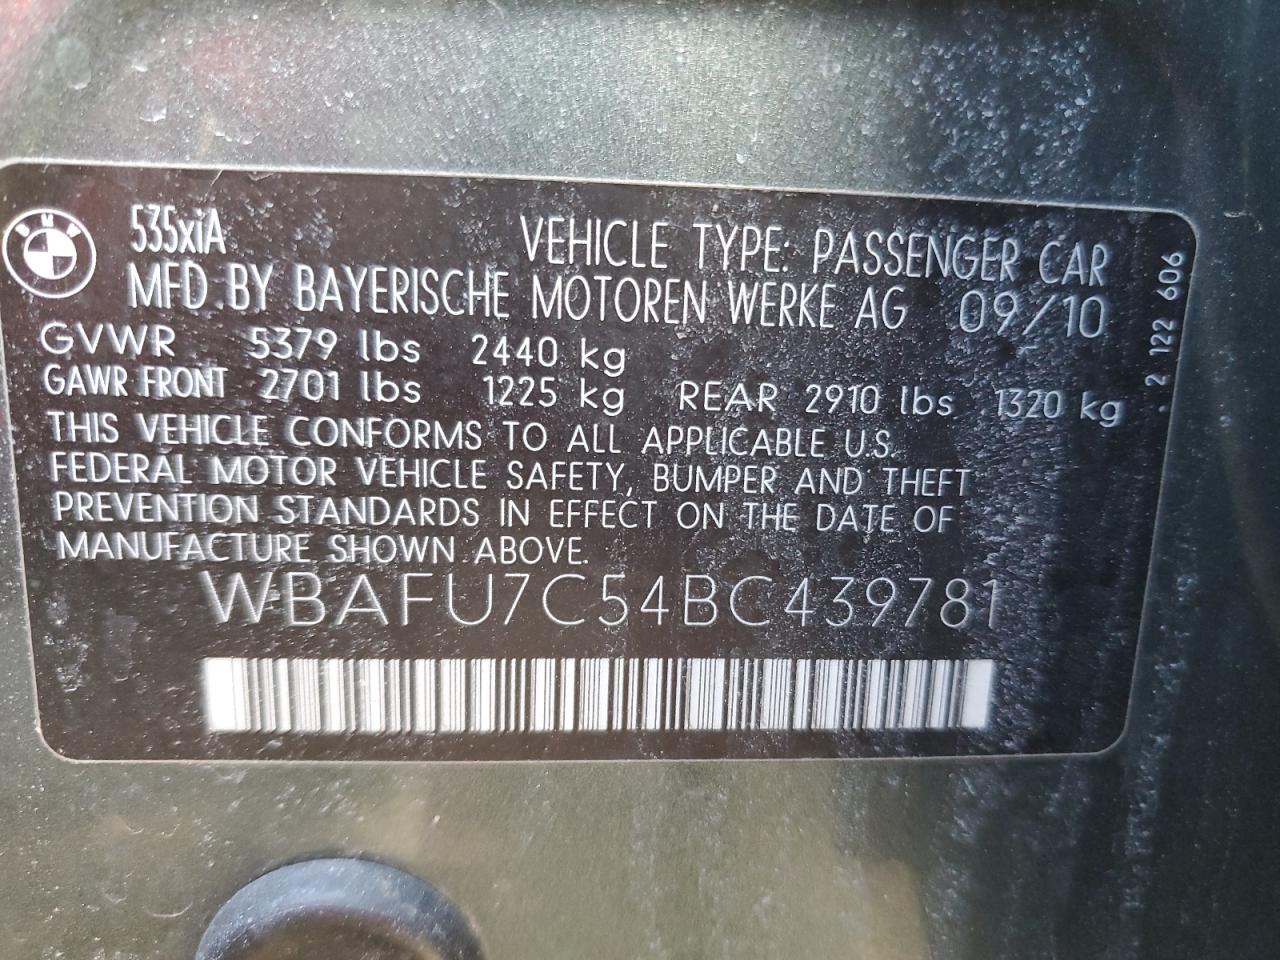 BMW
535xiA VEHICLE TYPE: PASSENGER CAR
MFD BY BAYERISCHE MOTOREN WERKE AG 09/10
GVWR 5379 lbs 2440 kg
GAWR FRONT 2701 lbs 1225 kg REAR 2910 lbs 1320 kg
THIS VEHICLE CONFORMS TO ALL APPLICABLE U.S.
FEDERAL MOTOR VEHICLE SAFETY, BUMPER AND THEFT
PREVENTION STANDARDS IN EFFECT ON THE DATE OF
MANUFACTURE SHOWN ABOVE.
WBAFU7C54BC439781
2 122 606